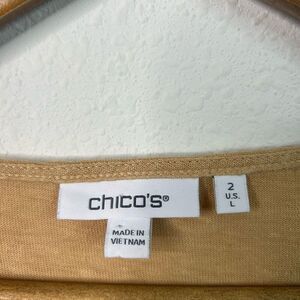 chico's®
2
U.S.
L
MADE IN
VIETNAM